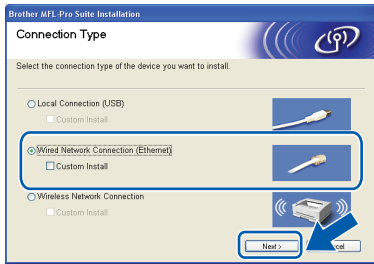 Brother MFL-Pro Suite Installation
Connection Type
Select the connection type of the device you want to install.
Local Connection (USB)
Custom Install
Wired Network Connection (Ethernet)
Custom Install
Wireless Network Connection
Custom Install
Next >